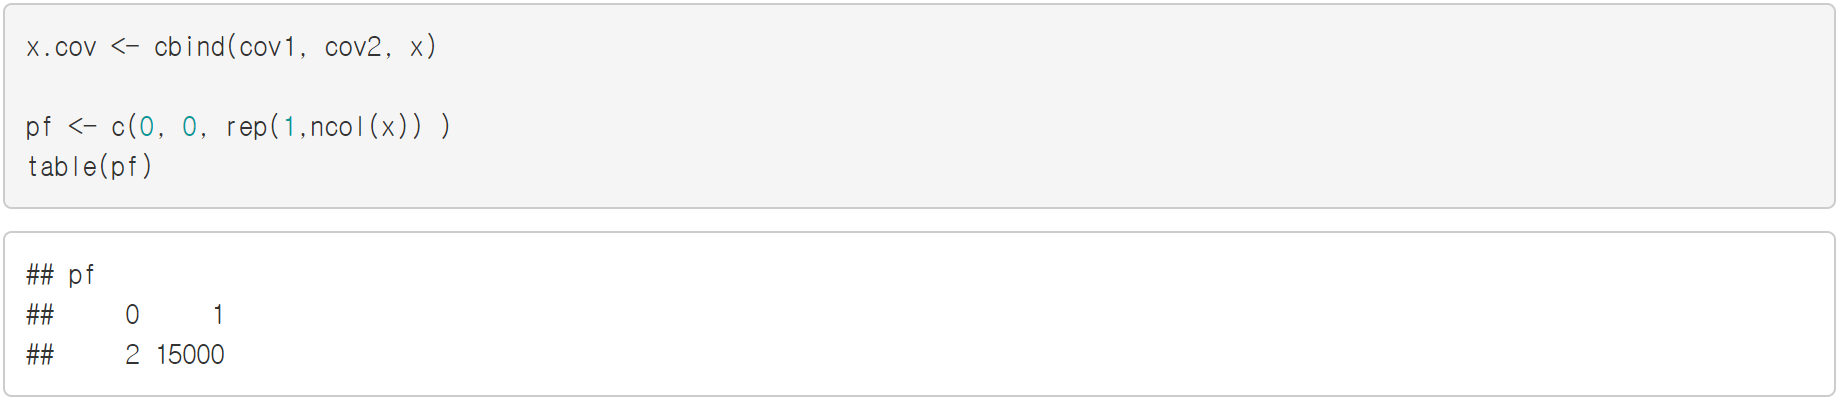 x.cov <- cbind(cov1, cov2, x)
pf <- c(0, 0, rep(1,ncol(x)) )
table(pf)
## pf
##     0     1
##     2 15000